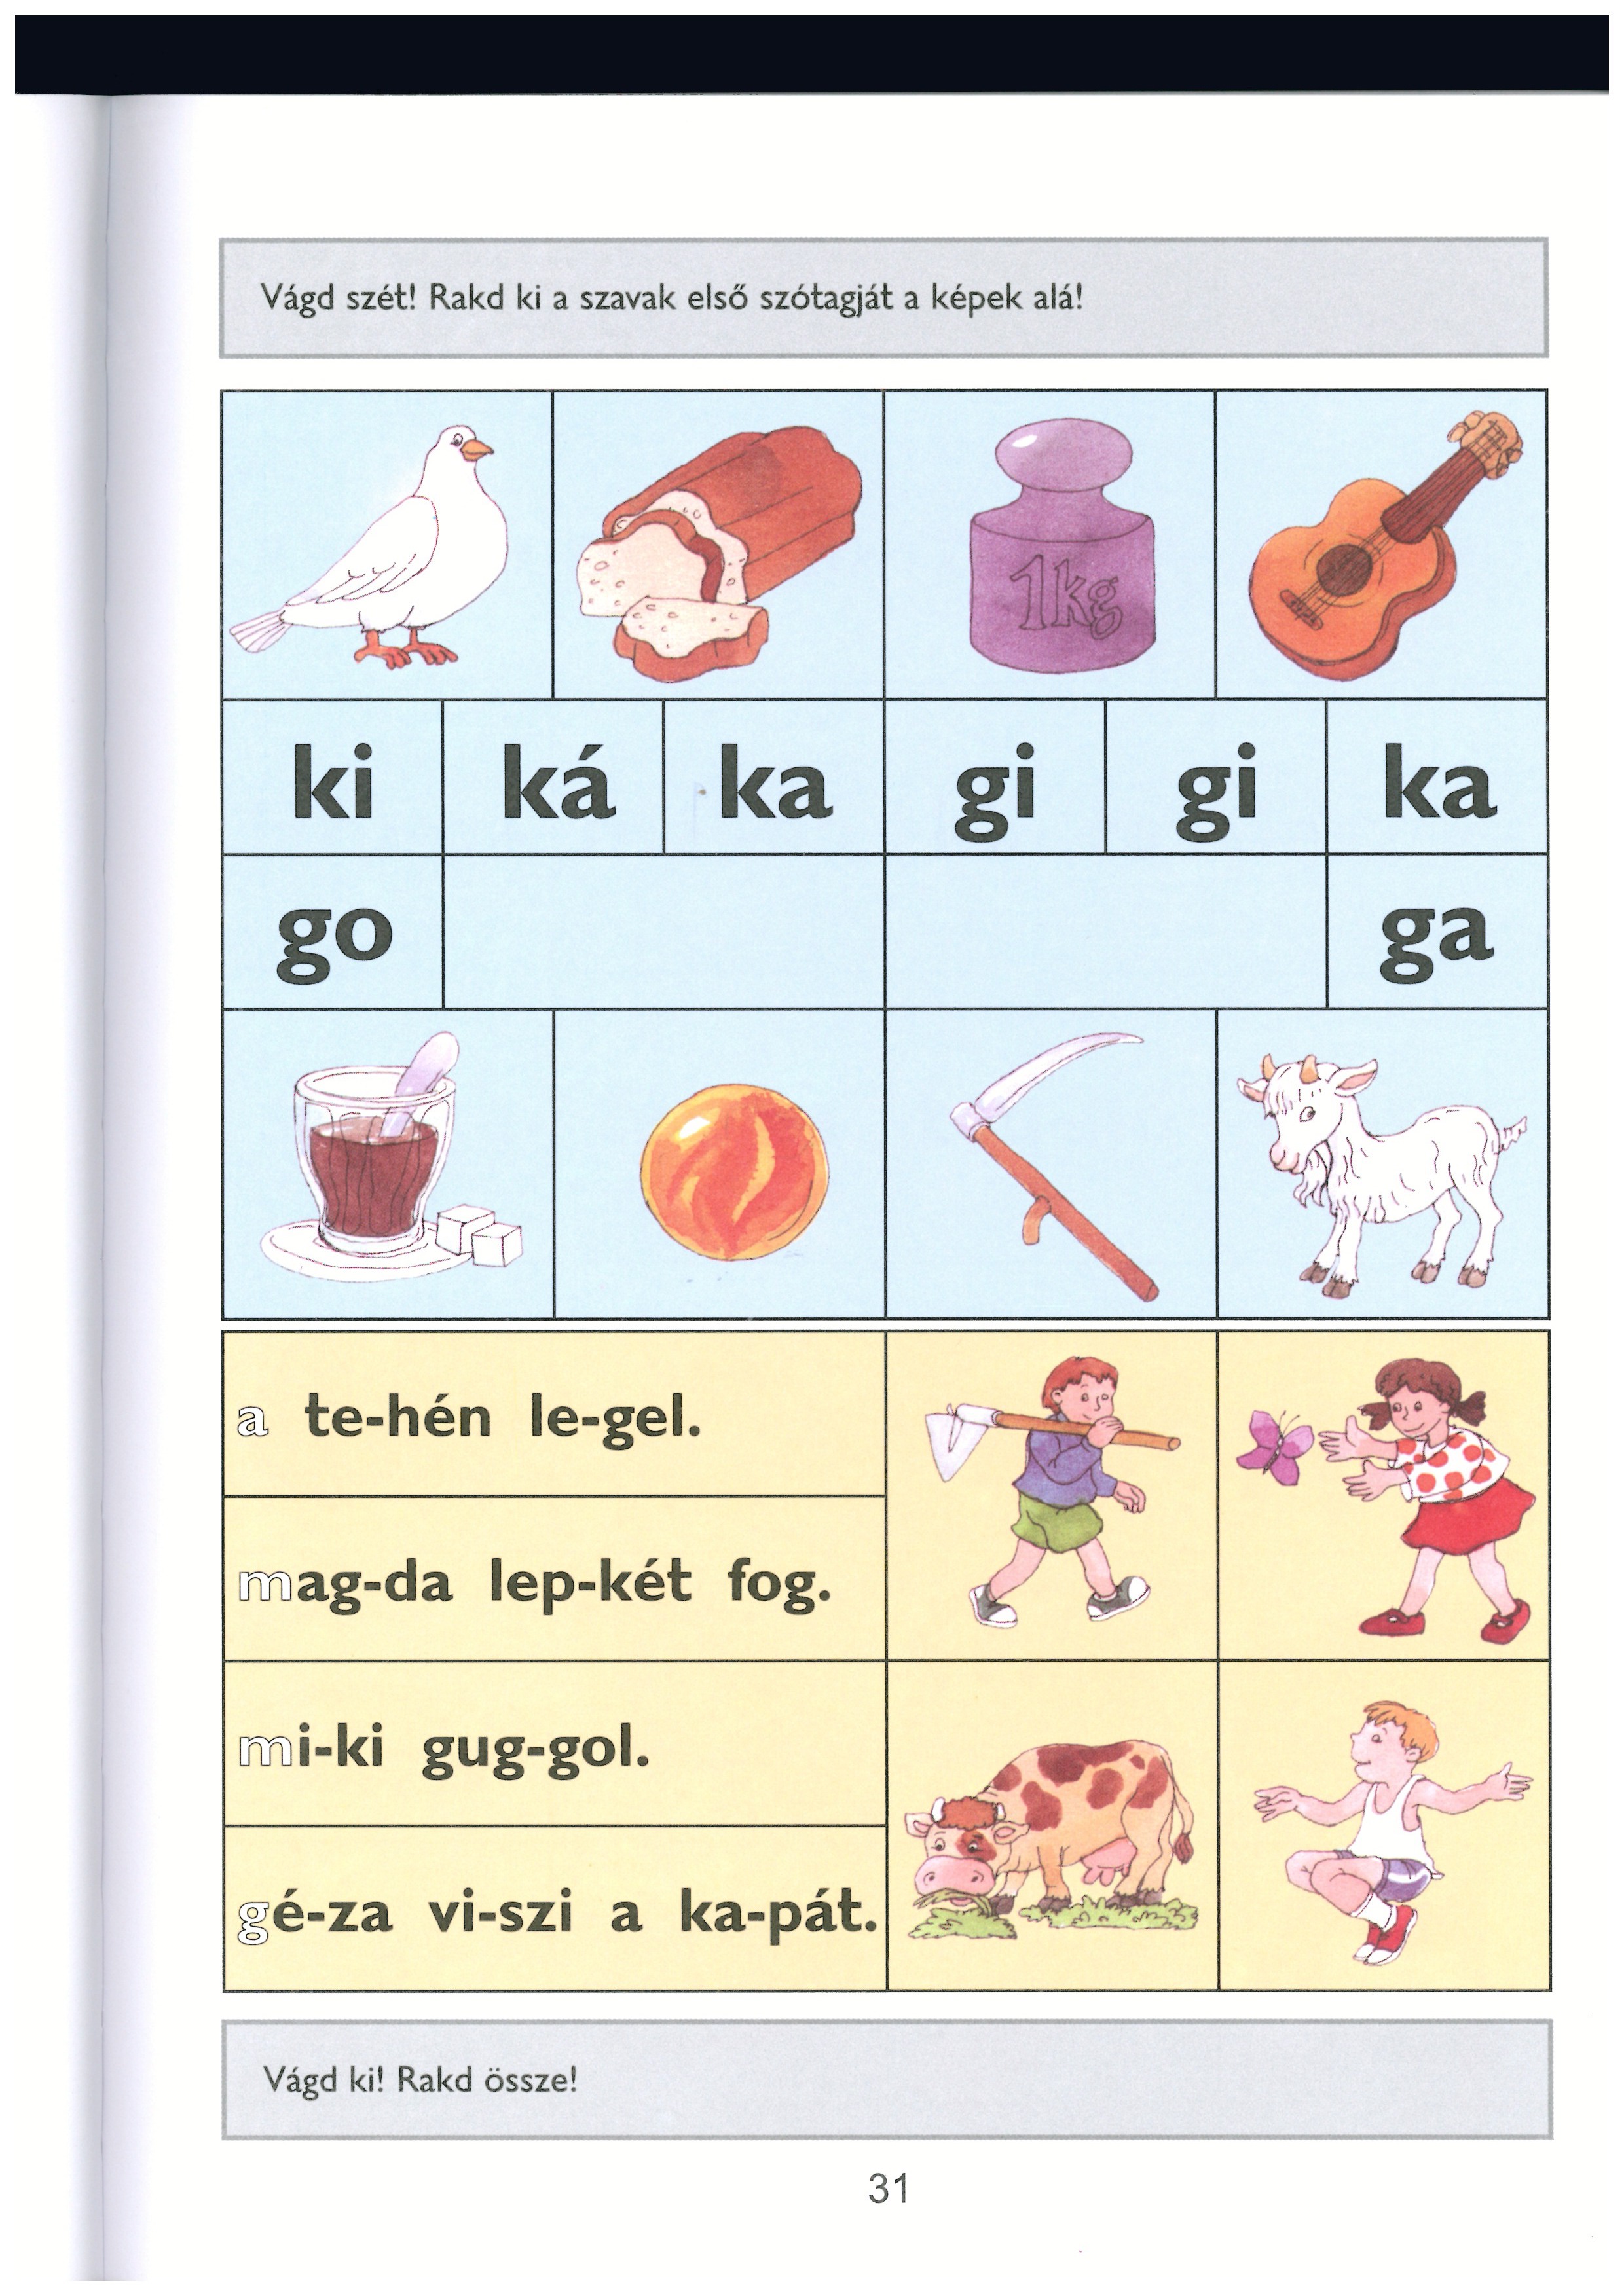 Vágd szét! Rakd ki a szavak első szótagját a képek alá!
1kg
ki ká ka gi gi ka
go ga
a te-hén le-gel.
mag-da lep-két fog.
mi-ki gug-gol.
gé-za vi-szi a ka-pát.
Vágd ki! Rakd össze!
31